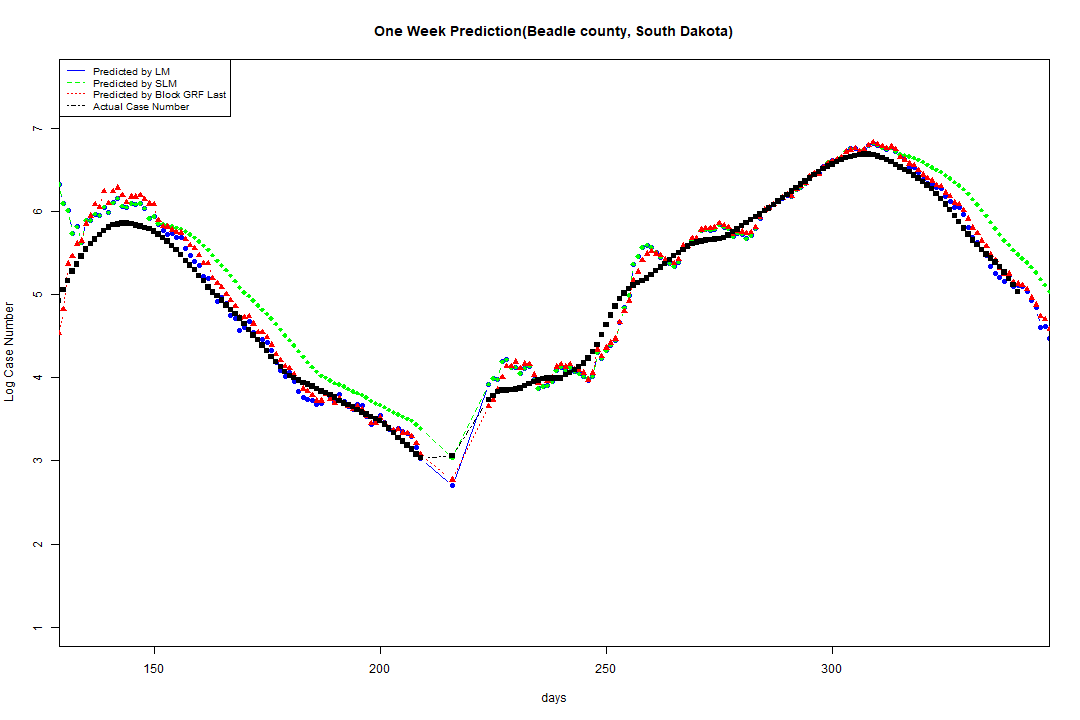 One Week Prediction(Beadle county, South Dakota)
Predicted by LM
Predicted by SLM
Predicted by Block GRF Last
Actual Case Number
Log Case Number
7
6
5
4
3
2
1
150 200 250 300
days